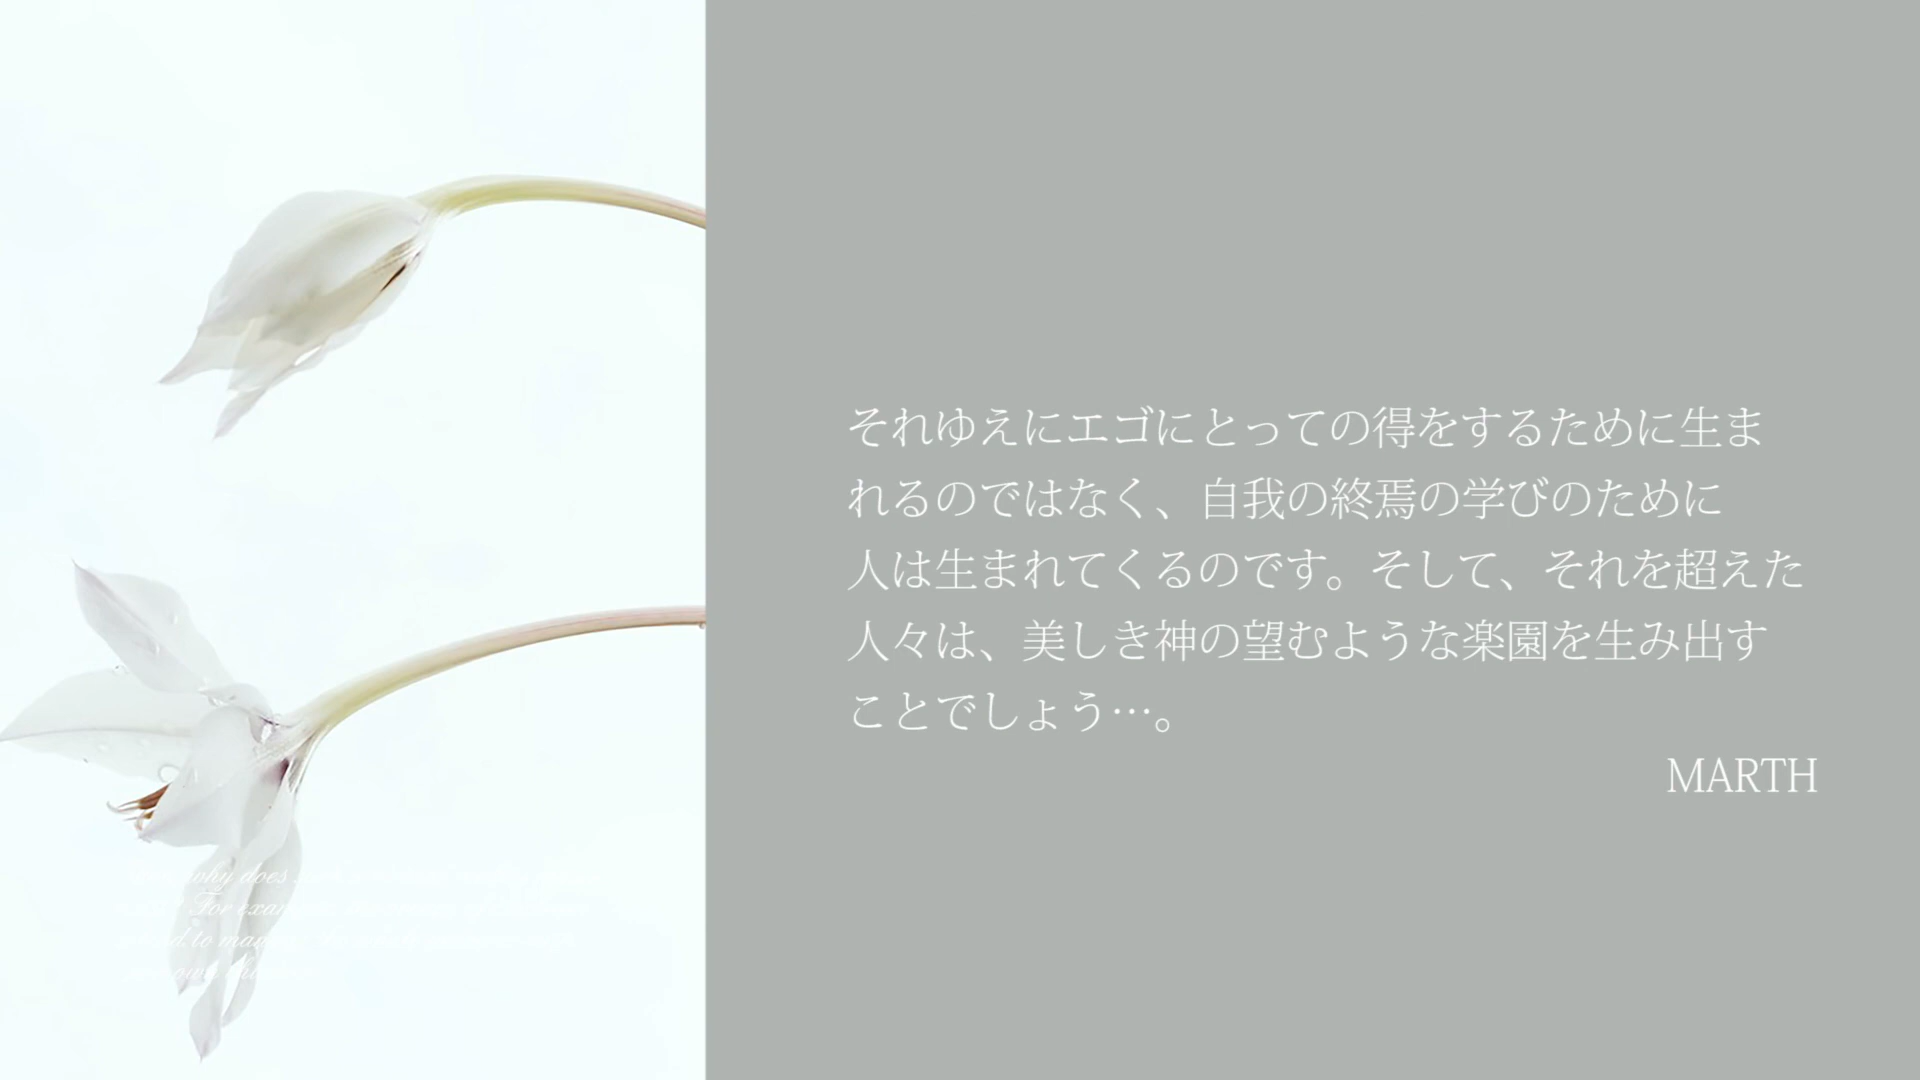 それゆえにエゴにとっての得をするために生ま
れるのではなく、自我の終焉の学びのために
人は生まれてくるのです。そして、それを超えた
人々は、美しき神の望むような楽園を生み出す
ことでしょう…。
MARTH
why does
For
to